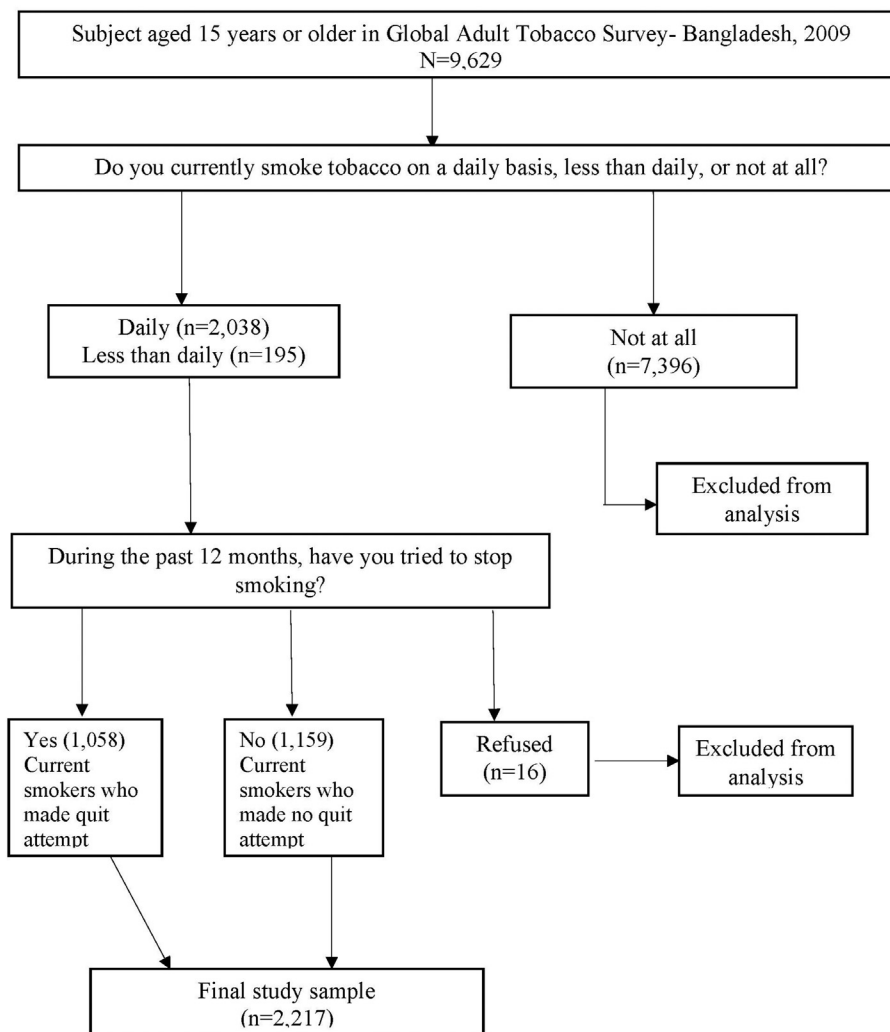 Subject aged 15 years or older in Global Adult Tobacco Survey- Bangladesh, 2009
N=9,629
Do you currently smoke tobacco on a daily basis, less than daily, or not at all?
Daily (n=2,038)
Less than daily (n=195)
Not at all
(n=7,396)
Excluded from
analysis
During the past 12 months, have you tried to stop
smoking?
Yes (1,058)
Current
smokers who
made quit
attempt
No (1,159)
Current
smokers who
made no quit
attempt
Refused
(n=16)
Excluded from
analysis
Final study sample
(n=2,217)